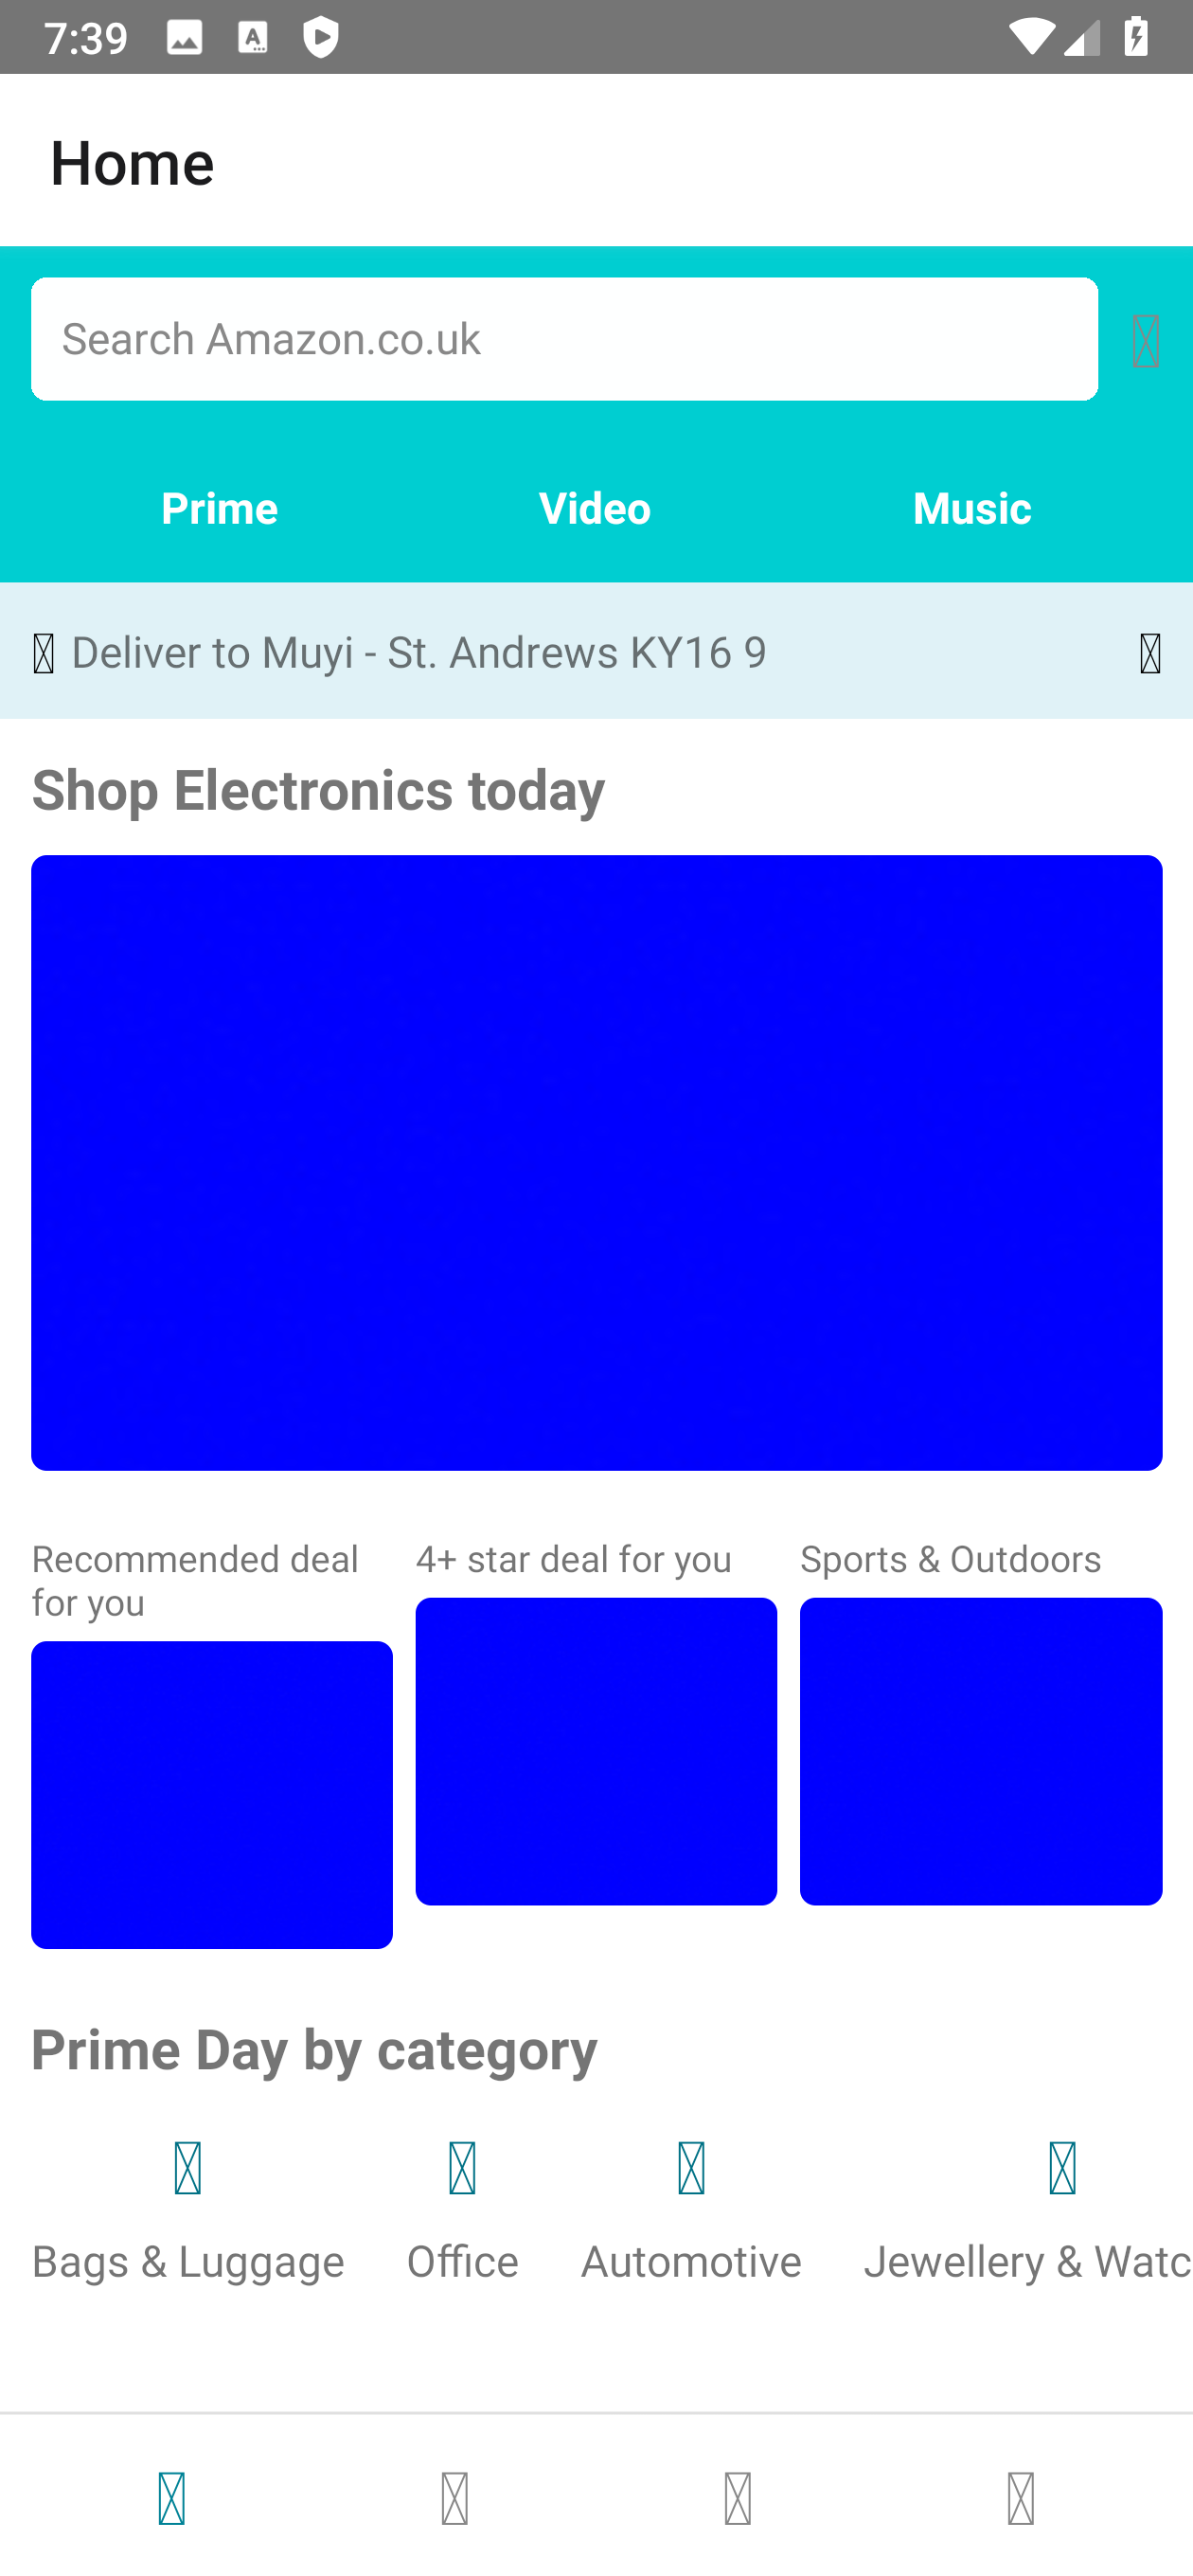 7:39
Home
Search Amazon.co.uk
Prime Video Music
Deliver to Muyi - St. Andrews KY16 9
Shop Electronics today
Recommended deal
for you
4+ star deal for you
Sports & Outdoors
Prime Day by category
Bags & Luggage Office Automotive Jewellery & Watc